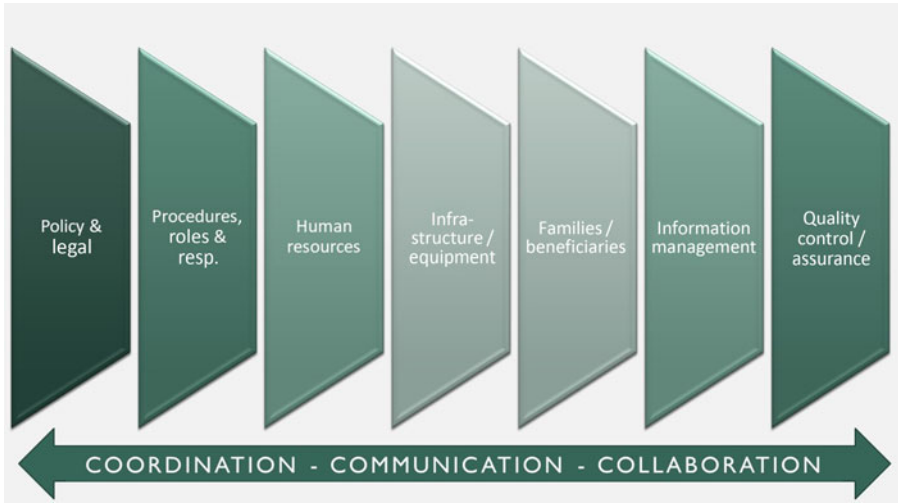 Policy &
legal
Procedures,
roles &
resp.
Human
resources
Infra-
structure /
equipment
Families /
beneficiaries
Information
management
Quality
control /
assurance
COORDINATION - COMMUNICATION - COLLABORATION